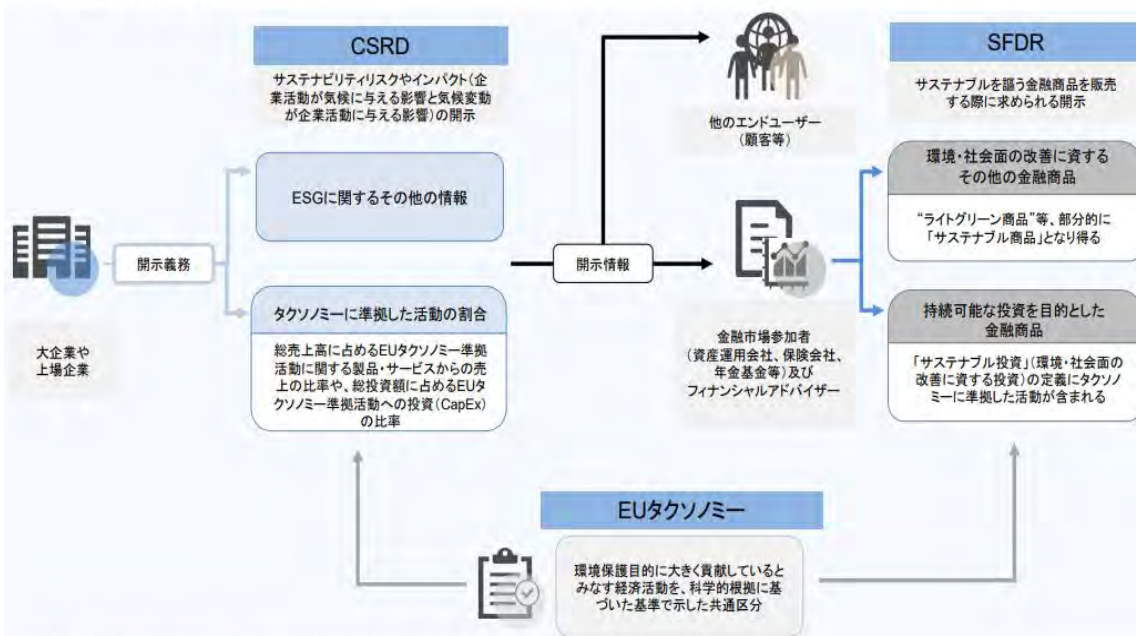 CSRD
サステナビリティリスクやインパクト(企
業活動が気候に与える影響と気候変動
が企業活動に与える影響)の開示
ESGに関するその他の情報
大企業や
上場企業
開示義務
タクソノミーに準拠した活動の割合
総売上高に占めるEUタクソノミー準拠
活動に関する製品・サービスからの売
上の比率や、総投資額に占めるEUタ
クソノミー準拠活動への投資(CapEx)
の比率
他のエンドユーザー
(顧客等)
開示情報
金融市場参加者
(資産運用会社、保険会社、
年金基金等)及び
フィナンシャルアドバイザー
SFDR
サステナブルを謳う金融商品を販売
する際に求められる開示
環境・社会面の改善に資する
その他の金融商品
“ライトグリーン商品”等、部分的に
「サステナブル商品」となり得る
持続可能な投資を目的とした
金融商品
「サステナブル投資」(環境・社会面の
改善に資する投資)の定義にタクソノ
ミーに準拠した活動が含まれる
EUタクソノミー
環境保護目的に大きく貢献していると
みなす経済活動を、科学的根拠に基
づいた基準で示した共通区分